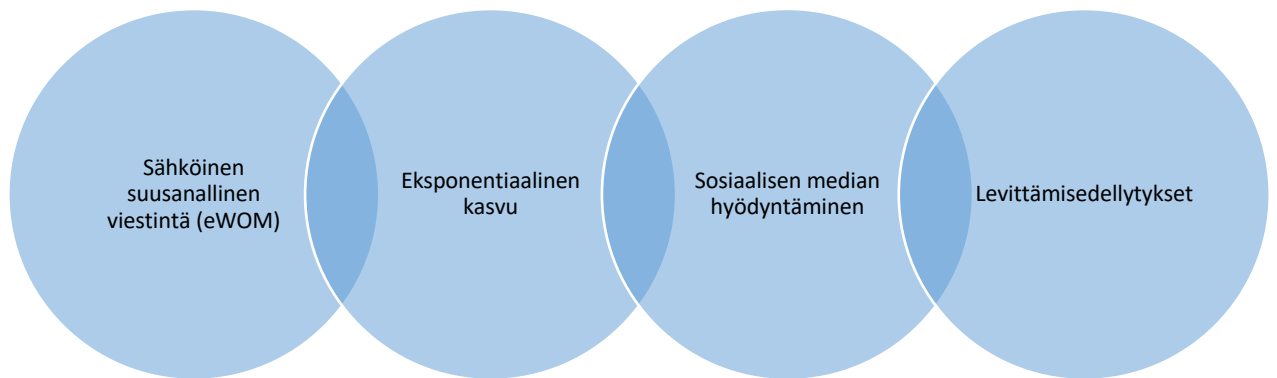 Sähköinen
suusanallinen
viestintä (eWOM)
Eksponentiaalinen
kasvu
Sosiaalisen median
hyödyntäminen
Levittämisedellytykset